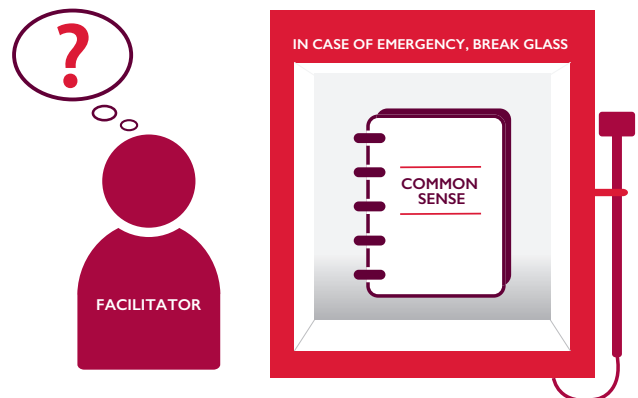 ?
IN CASE OF EMERGENCY, BREAK GLASS
COMMON
SENSE
FACILITATOR